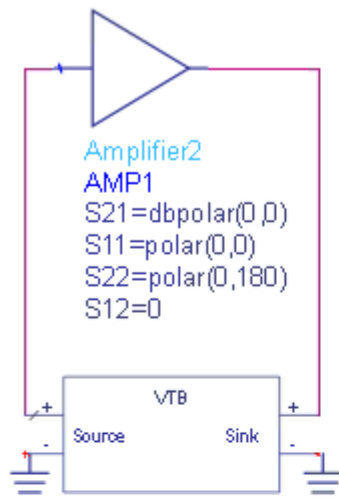 Amplifier2
AMP1
S21=dbpolar(0,0)
S11=polar(0,0)
S22=polar(0,180)
S12=0
VTB
+ +
- Source Sink -